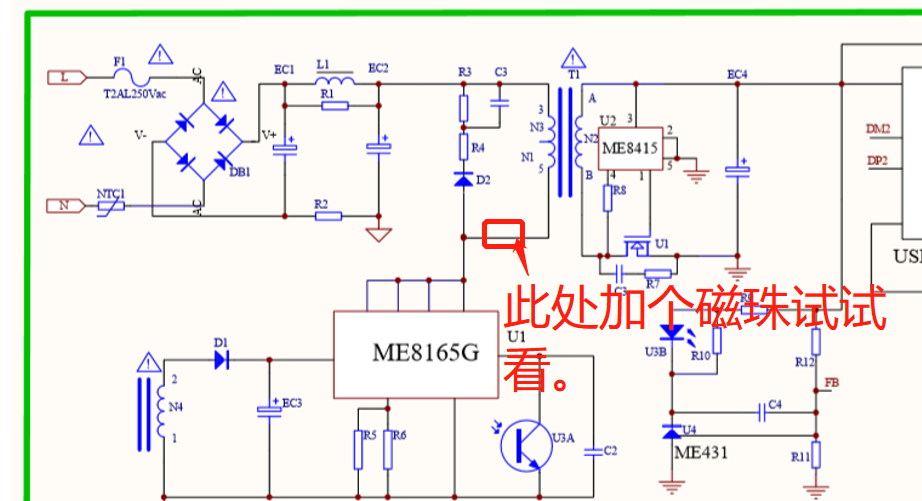 L
F1
T2AL250Vac
AC
V-
V+
DB1
NTC1
N
AC
EC1
L1
R1
EC2
R2
R3
C3
R4
D2
T1
3
N3
N1
5
A
N2
B
U2
3
ME8415
2
5
4
1
R8
U1
C3
R7
EC4
DM2
DP2
此处加个磁珠试试
看。
ME8165G
U1
D1
2
N4
1
EC3
R5
R6
U3A
C2
U3B
R10
R12
FB
C4
U4
ME431
R11